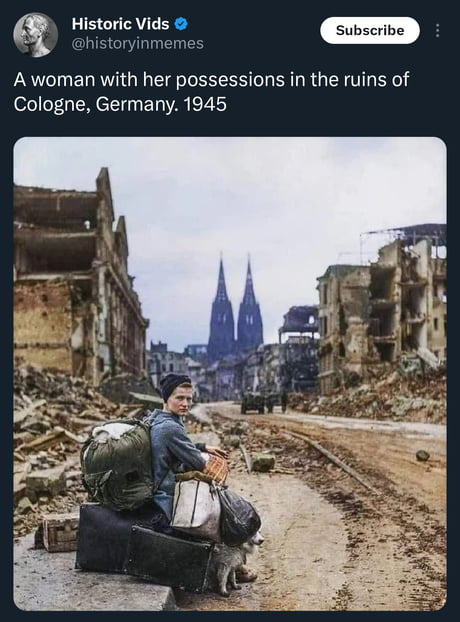 Historic Vids
@historyinmemes
Subscribe
A woman with her possessions in the ruins of
Cologne, Germany. 1945